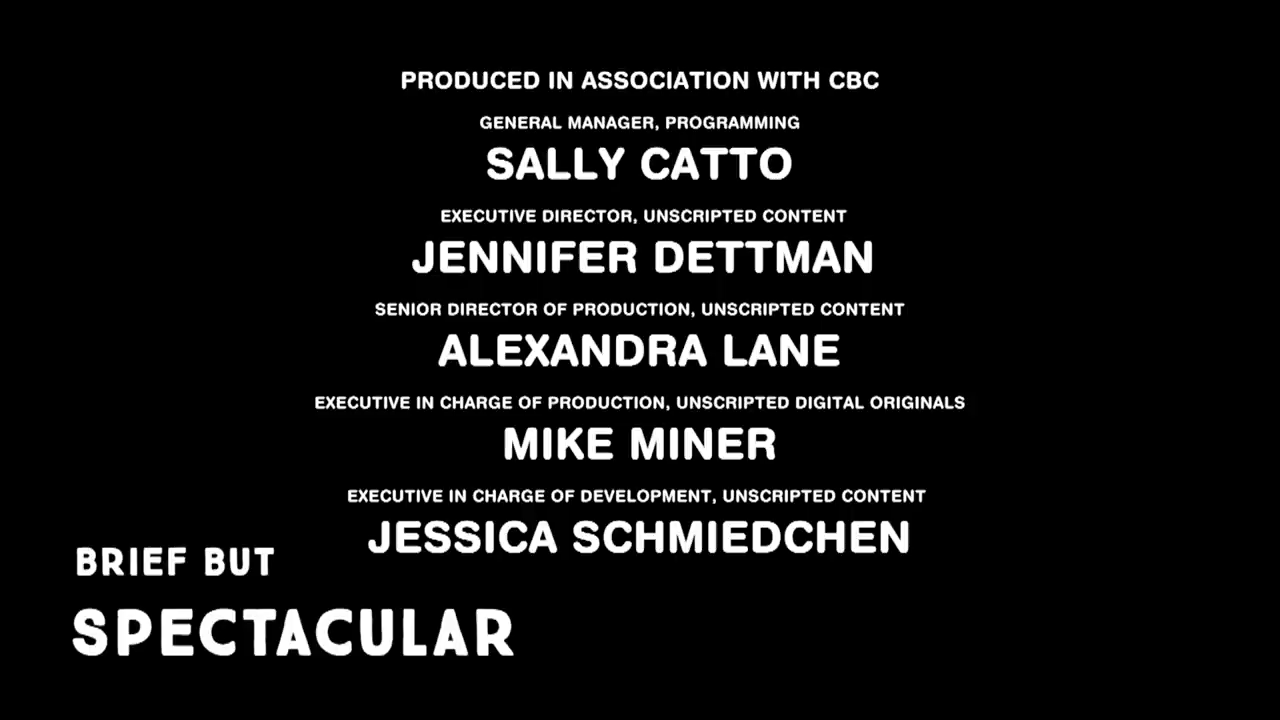 PRODUCED IN ASSOCIATION WITH CBC
GENERAL MANAGER, PROGRAMMING
SALLY CATTO
EXECUTIVE DIRECTOR, UNSCRIPTED CONTENT
JENNIFER DETTMAN
SENIOR DIRECTOR OF PRODUCTION, UNSCRIPTED CONTENT
ALEXANDRA LANE
EXECUTIVE IN CHARGE OF PRODUCTION, UNSCRIPTED DIGITAL ORIGINALS
MIKE MINER
EXECUTIVE IN CHARGE OF DEVELOPMENT, UNSCRIPTED CONTENT
JESSICA SCHMIEDCHEN
BRIEF BUT
SPECTACULAR